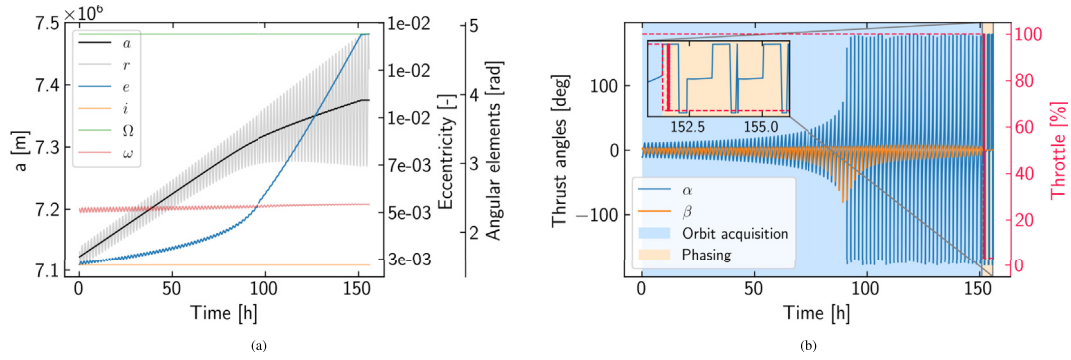 ×10⁶
7.5
7.4
7.3
7.2
7.1
a [m]
a
r
e
i
Ω
ω
0
50
100
150
Time [h]
1e-02
1e-02
1e-02
7e-03
5e-03
3e-03
Eccentricity [-]
5
4
3
2
Angular elements [rad]
(a)
100
0
−100
Thrust angles [deg]
152.5
155.0
α
β
Orbit acquisition
Phasing
0
50
100
150
Time [h]
100
80
60
40
20
0
Throttle [%]
(b)